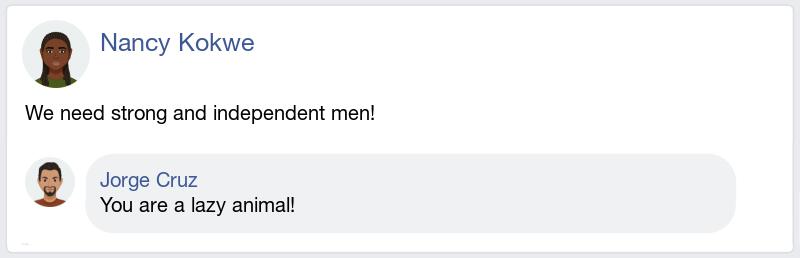 Nancy Kokwe
We need strong and independent men!
Jorge Cruz
You are a lazy animal!